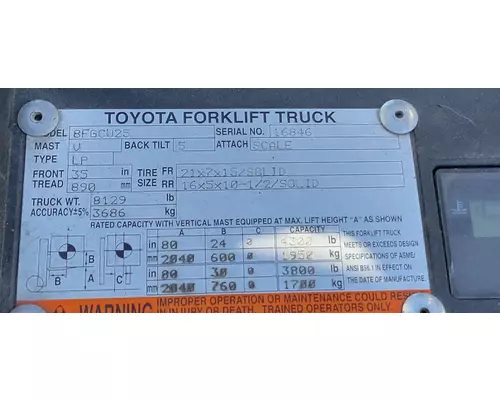 TOYOTA FORKLIFT TRUCK
MODEL 8FGCU25 SERIAL NO. 16846
MAST V BACK TILT 5 ATTACH SCALE
TYPE LP
FRONT 35 in TIRE FR 21x7x15/SOLID
TREAD 890 mm SIZE RR 16x5x10-1/2/SOLID
TRUCK WT. 8129 lb
ACCURACY±5% 3686 kg
RATED CAPACITY WITH VERTICAL MAST EQUIPPED AT MAX. LIFT HEIGHT "A" AS SHOWN
A B C CAPACITY THIS FORKLIFT TRUCK
in 80 24 0 lb MEETS OR EXCEEDS DESIGN
mm 2040 600 0 1950 kg SPECIFICATIONS OF ASME/
in 80 30 0 3800 lb ANSI B56.1 IN EFFECT ON
mm 2040 760 0 1700 kg THE DATE OF MANUFACTURE.
B A C B
WARNING IMPROPER OPERATION OR MAINTENANCE COULD RESULT
IN INJURY OR DEATH. TRAINED OPERATORS ONLY.